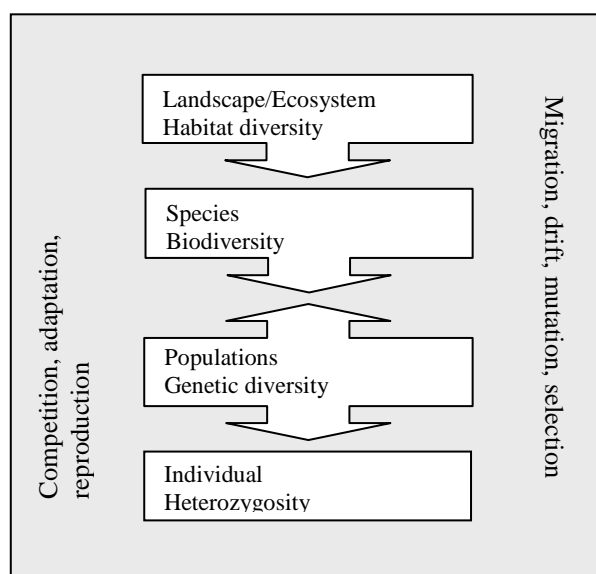 Landscape/Ecosystem
Habitat diversity
Species
Biodiversity
Populations
Genetic diversity
Individual
Heterozygosity
Competition, adaptation,
reproduction
Migration, drift, mutation, selection